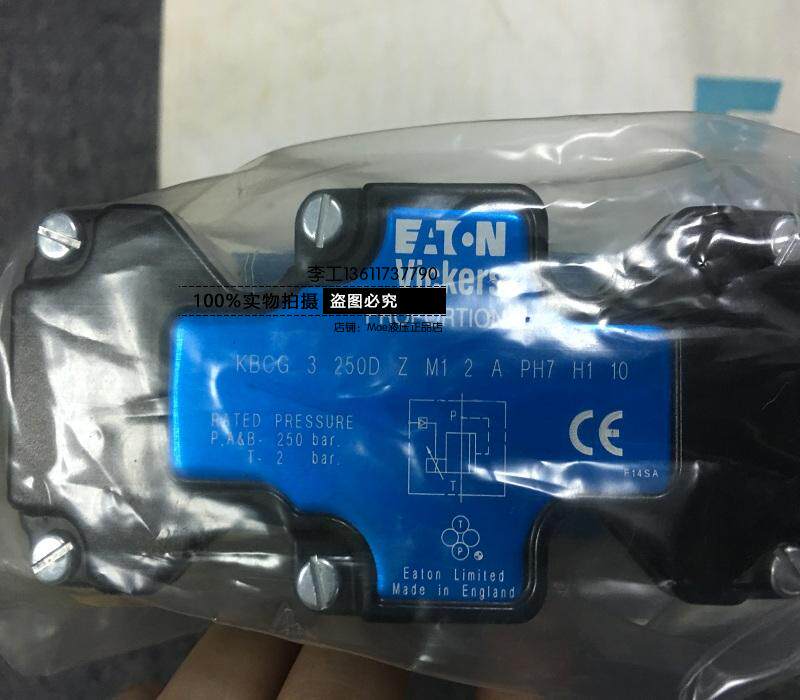 EATON
Vickers
李工13611737790
100%实物拍摄 盗图必究
店铺：Moe液压正品店
KBCG 3 250D Z M1 2 A PH7 H1 10
RATED PRESSURE
P.A&B- 250 bar.
T- 2 bar.
P
T
CE
F14SA
T
P
Eaton Limited
Made in England